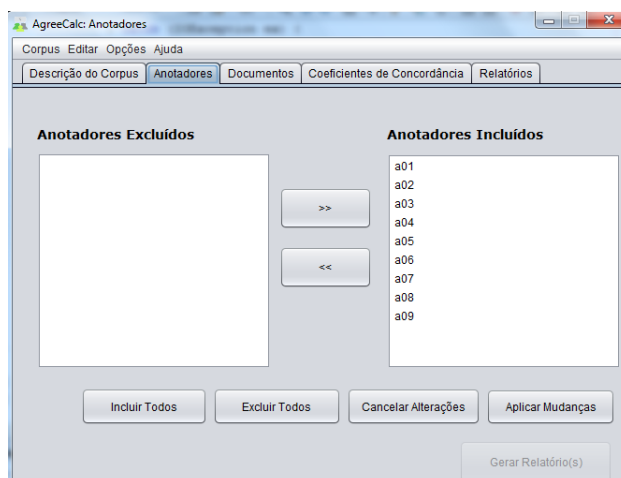 AgreeCalc: Anotadores
Corpus Editar Opções Ajuda
Descrição do Corpus Anotadores Documentos Coeficientes de Concordância Relatórios
Anotadores Excluídos Anotadores Incluídos
a01
a02
a03
>>
a04
a05
a06
<<
a07
a08
a09
Incluir Todos Excluir Todos Cancelar Alterações Aplicar Mudanças
Gerar Relatório(s)